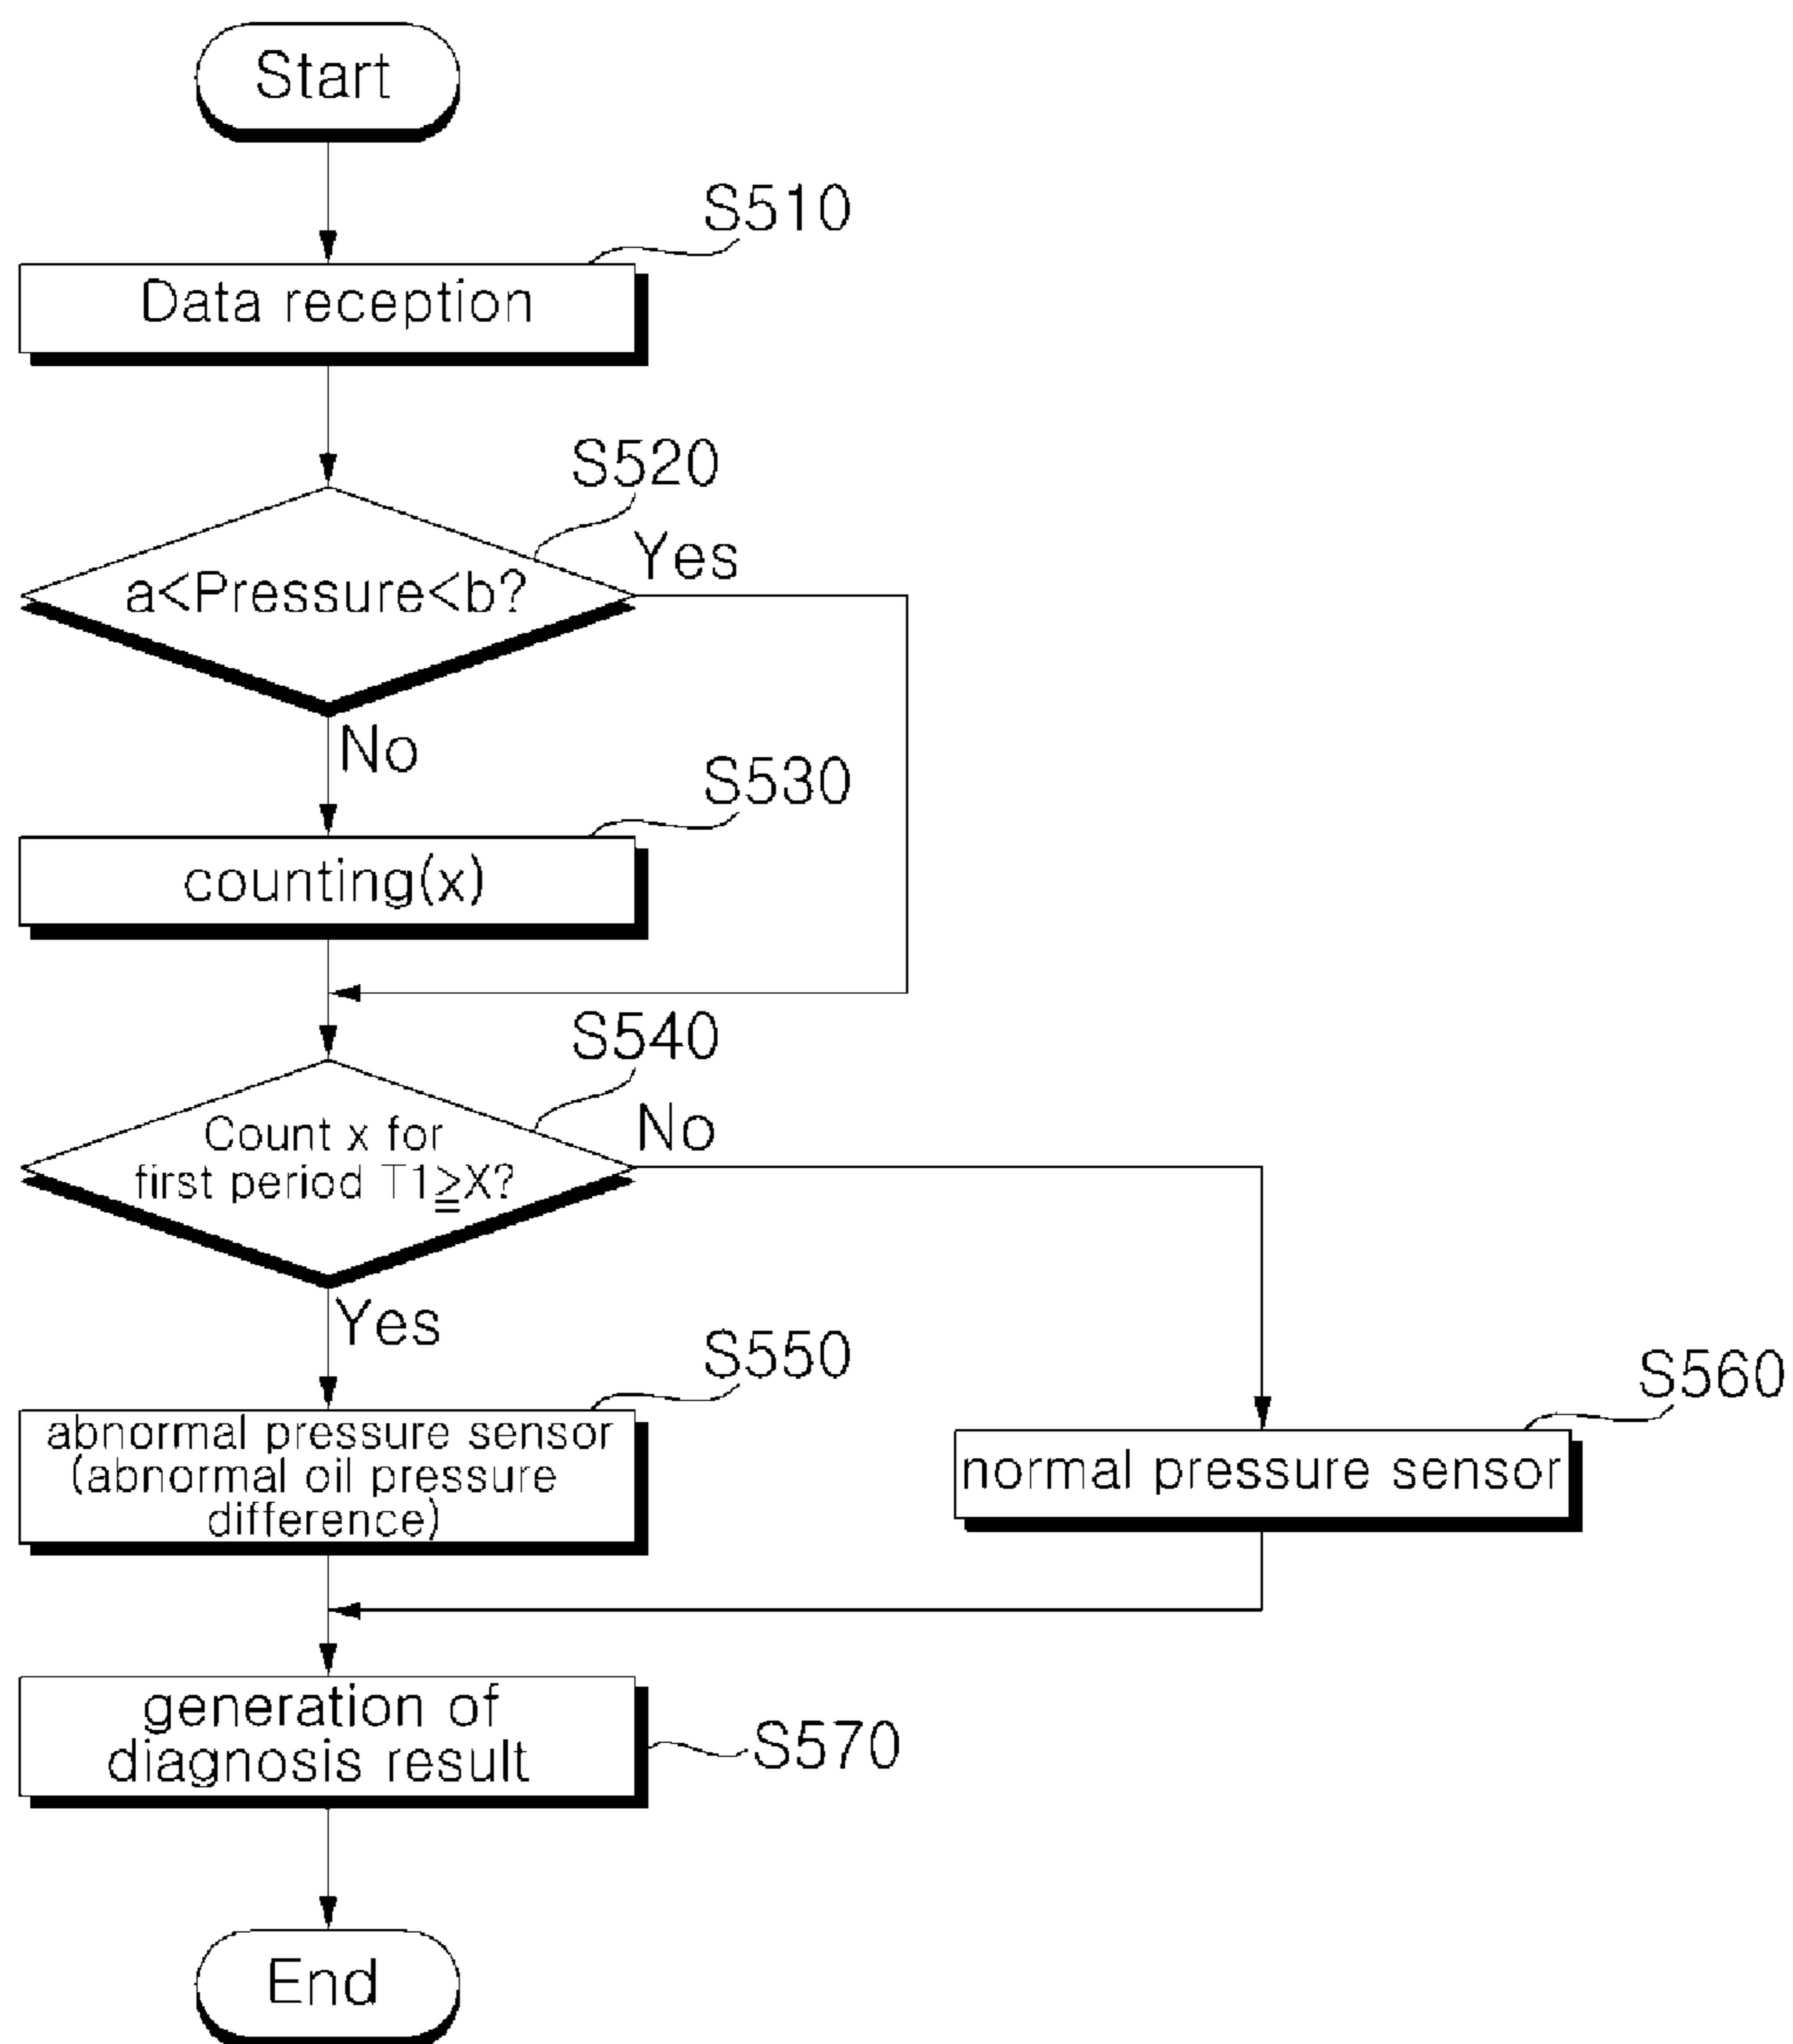 Start
S510
Data reception
S520
Yes
a<Pressure<b?
No
S530
counting(x)
S540
No
Count x for
first period T1≧X?
Yes
S550
abnormal pressure sensor
(abnormal oil pressure
difference)
S560
normal pressure sensor
generation of
diagnosis result
S570
End